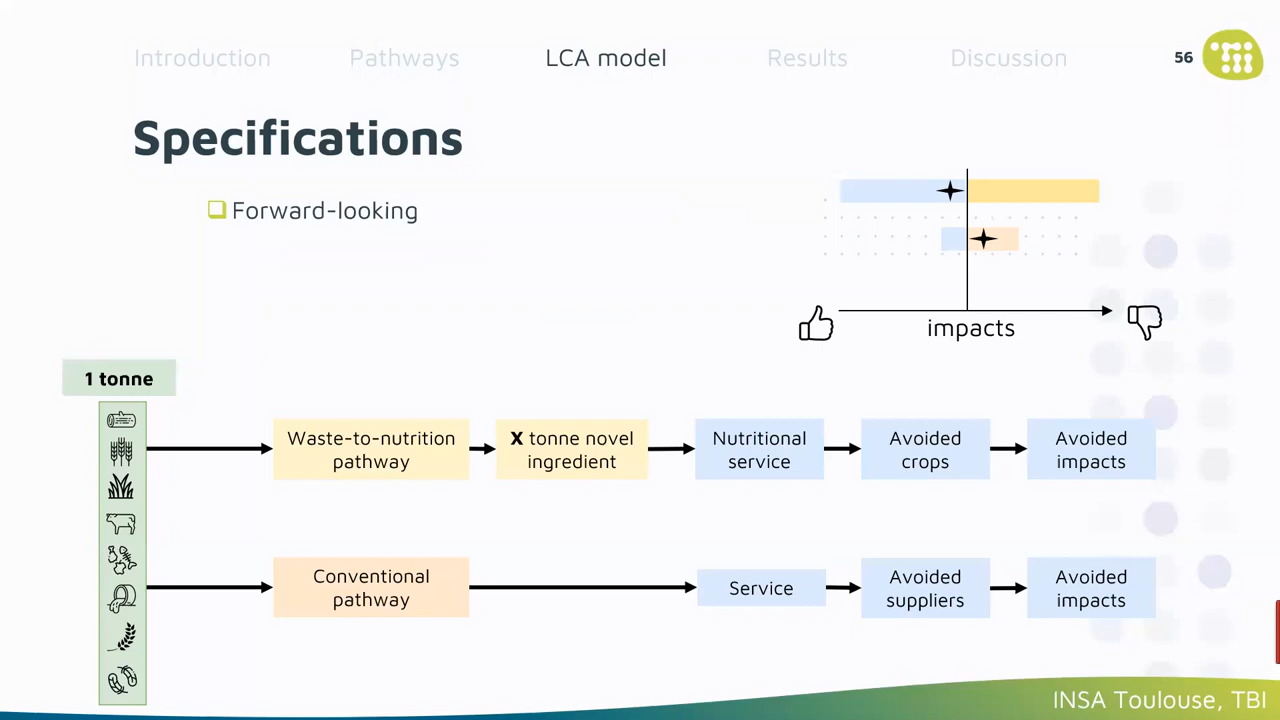 Introduction
Pathways
LCA model
Results
Discussion
56
Specifications
Forward-looking
impacts
1 tonne
Waste-to-nutrition
pathway
X tonne novel
ingredient
Nutritional
service
Avoided
crops
Avoided
impacts
Conventional
pathway
Service
Avoided
suppliers
Avoided
impacts
INSA Toulouse, TBI